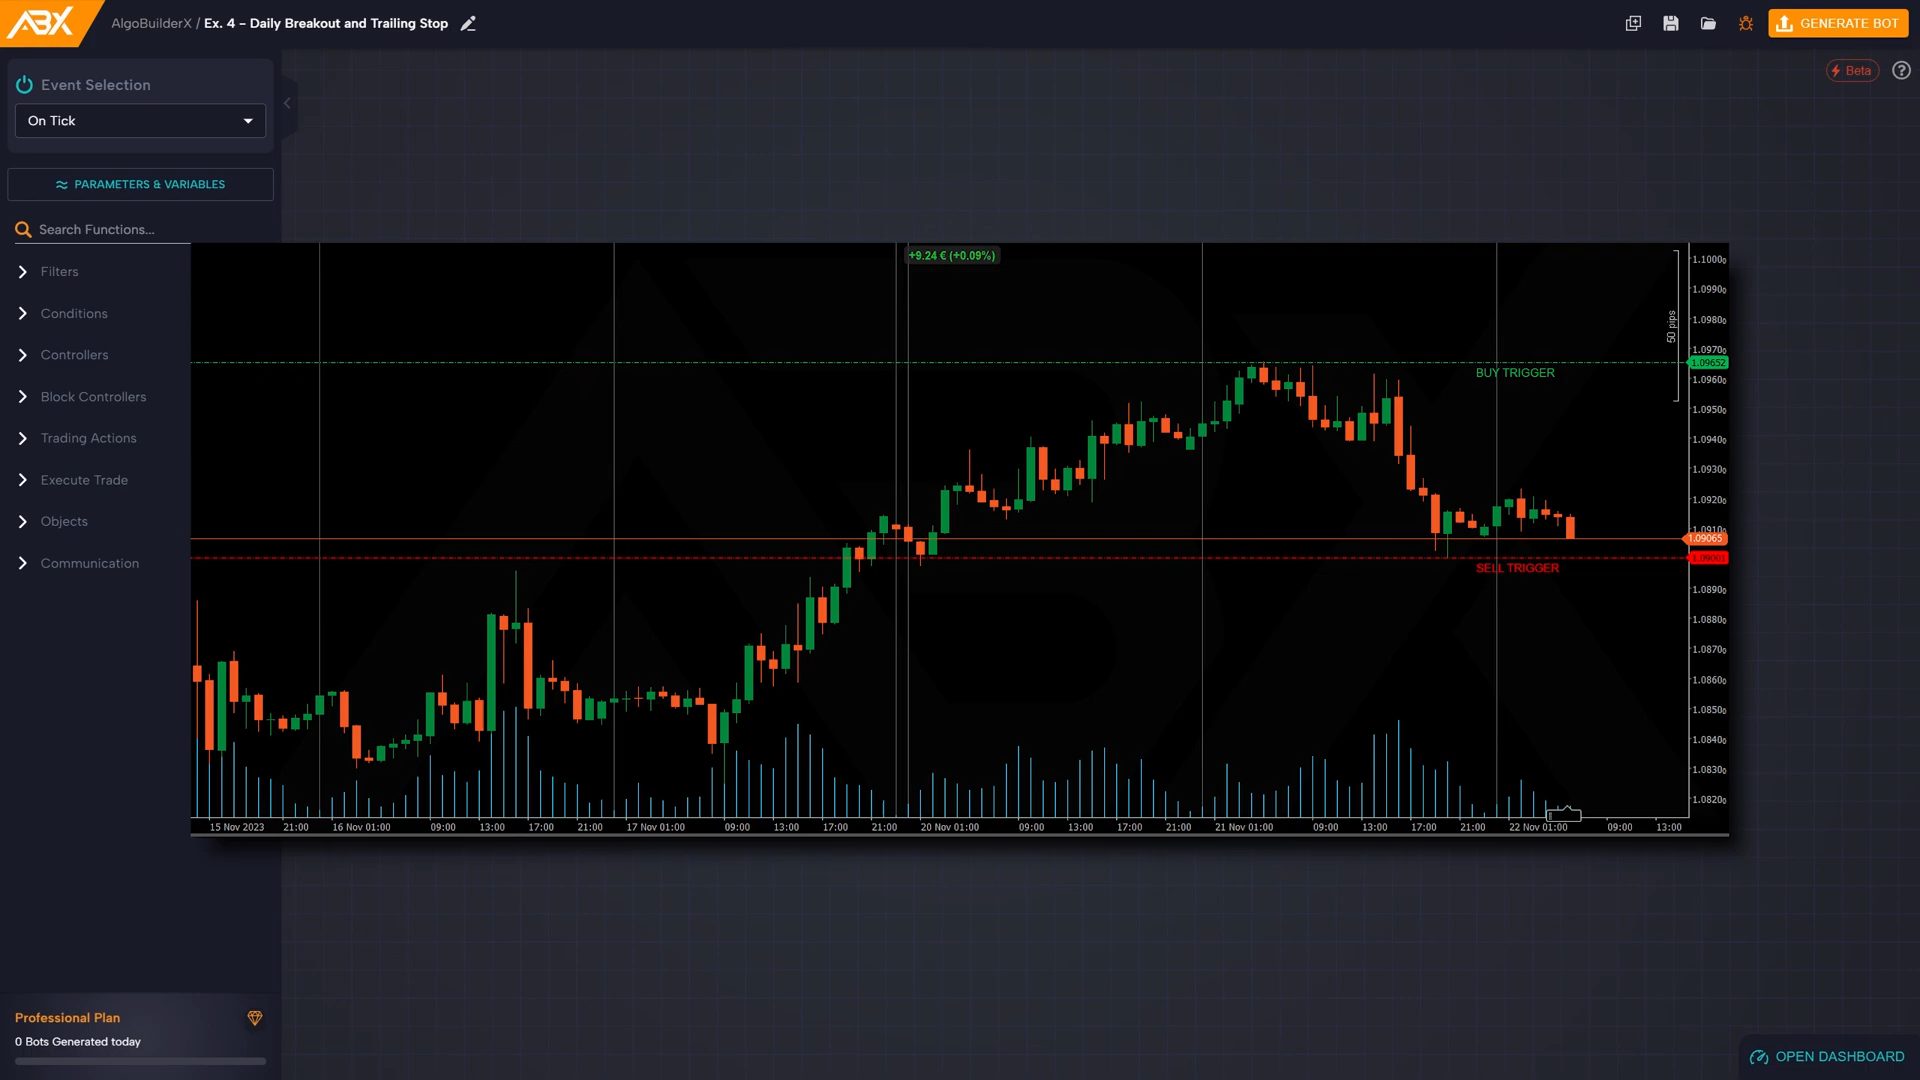 ABX
AlgoBuilderX / Ex. 4 - Daily Breakout and Trailing Stop
GENERATE BOT
Beta
Event Selection
On Tick
PARAMETERS & VARIABLES
Search Functions...
Filters
Conditions
Controllers
Block Controllers
Trading Actions
Execute Trade
Objects
Communication
+9.24 € (+0.09%)
50 pips
BUY TRIGGER
SELL TRIGGER
1.10000
1.09900
1.09800
1.09700
1.09652
1.09600
1.09500
1.09400
1.09300
1.09200
1.09100
1.09065
1.09001
1.08900
1.08800
1.08700
1.08600
1.08500
1.08400
1.08300
1.08200
15 Nov 2023 21:00 16 Nov 01:00 09:00 13:00 17:00 21:00 17 Nov 01:00 09:00 13:00 17:00 21:00 20 Nov 01:00 09:00 13:00 17:00 21:00 21 Nov 01:00 09:00 13:00 17:00 21:00 22 Nov 01:00 09:00 13:00
Professional Plan
0 Bots Generated today
OPEN DASHBOARD